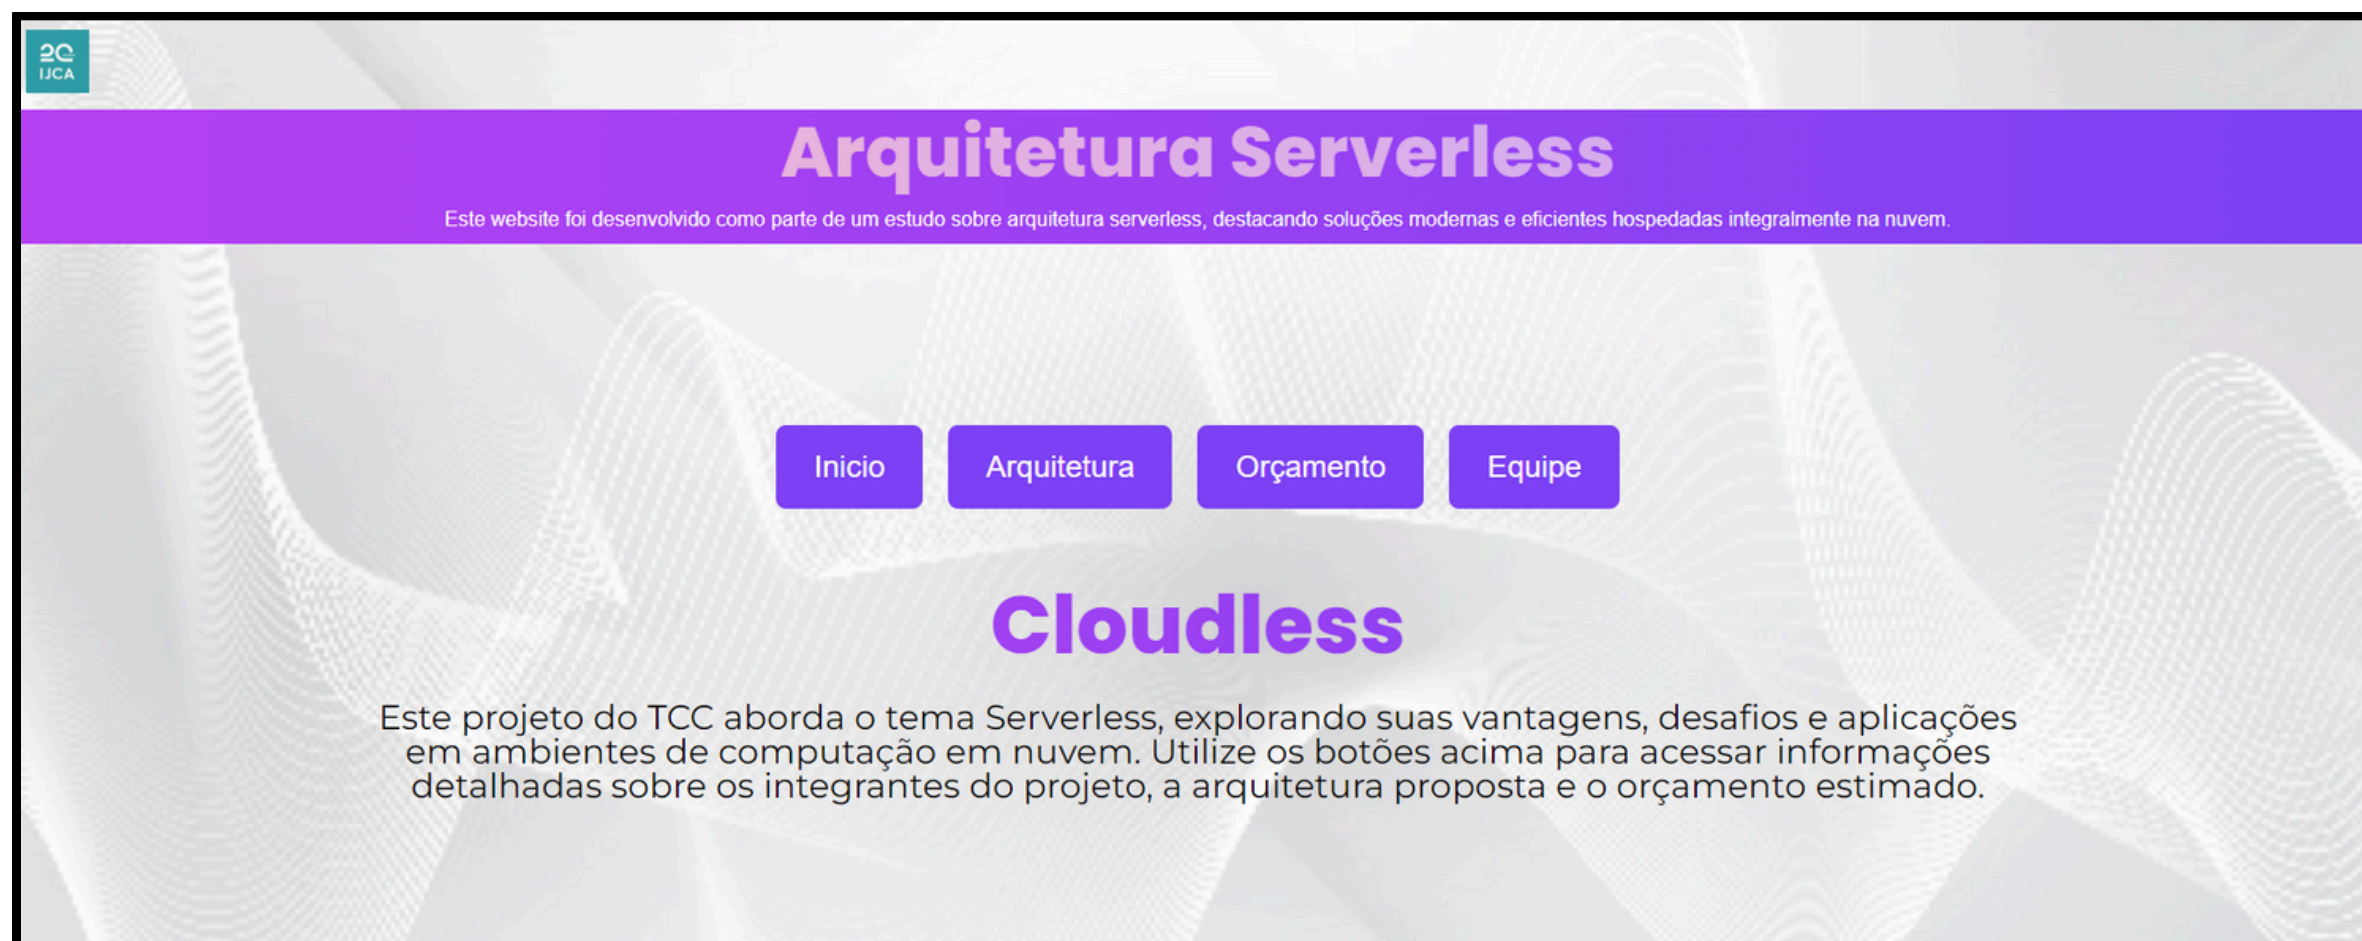 20
IJCA
Arquitetura Serverless
Este website foi desenvolvido como parte de um estudo sobre arquitetura serverless, destacando soluções modernas e eficientes hospedadas integralmente na nuvem.
Inicio Arquitetura Orçamento Equipe
Cloudless
Este projeto do TCC aborda o tema Serverless, explorando suas vantagens, desafios e aplicações
em ambientes de computação em nuvem. Utilize os botões acima para acessar informações
detalhadas sobre os integrantes do projeto, a arquitetura proposta e o orçamento estimado.